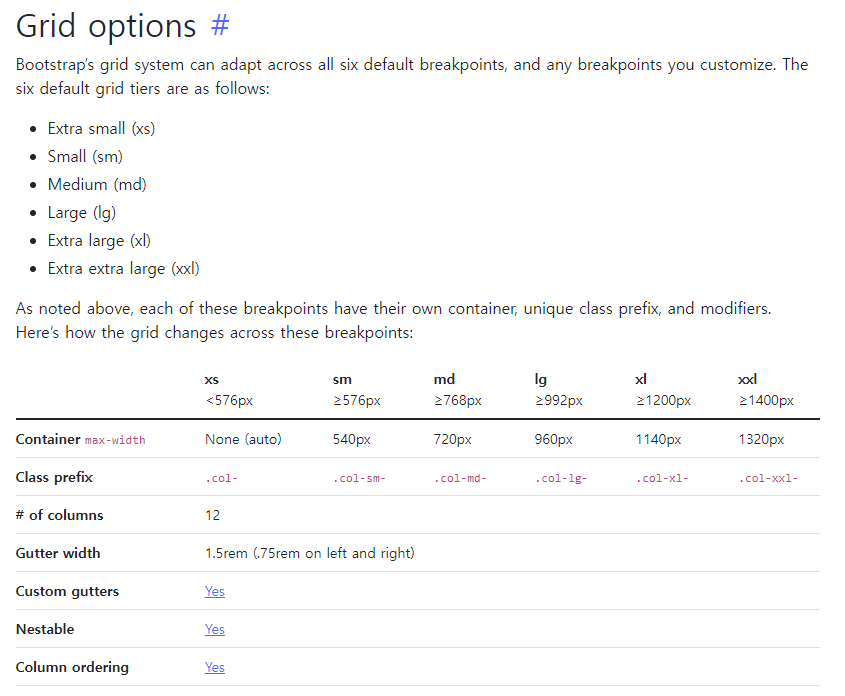 Grid options #
Bootstrap's grid system can adapt across all six default breakpoints, and any breakpoints you customize. The
six default grid tiers are as follows:
• Extra small (xs)
• Small (sm)
• Medium (md)
• Large (lg)
• Extra large (xl)
• Extra extra large (xxl)
As noted above, each of these breakpoints have their own container, unique class prefix, and modifiers.
Here's how the grid changes across these breakpoints:
xs sm md lg xl xxl
<576px ≥576px ≥768px ≥992px ≥1200px ≥1400px
Container max-width None (auto) 540px 720px 960px 1140px 1320px
Class prefix .col- .col-sm- .col-md- .col-lg- .col-xl- .col-xxl-
# of columns 12
Gutter width 1.5rem (.75rem on left and right)
Custom gutters Yes
Nestable Yes
Column ordering Yes